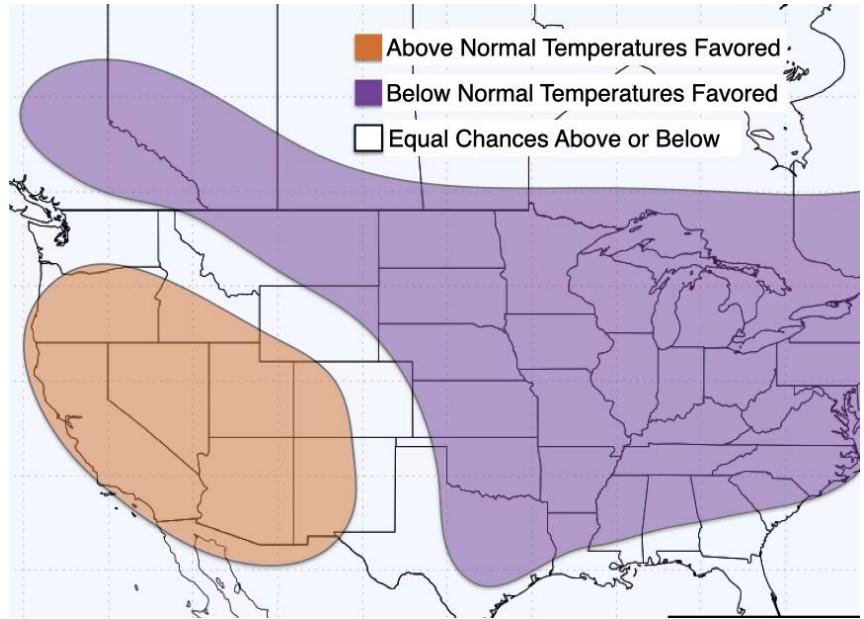 Above Normal Temperatures Favored
Below Normal Temperatures Favored
Equal Chances Above or Below